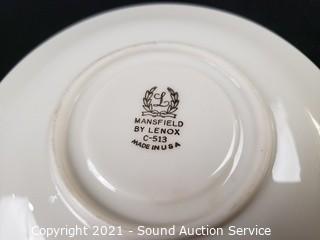 L
MANSFIELD
BY LENOX
C-513
MADE IN USA
Copyright 2021 - Sound Auction Service